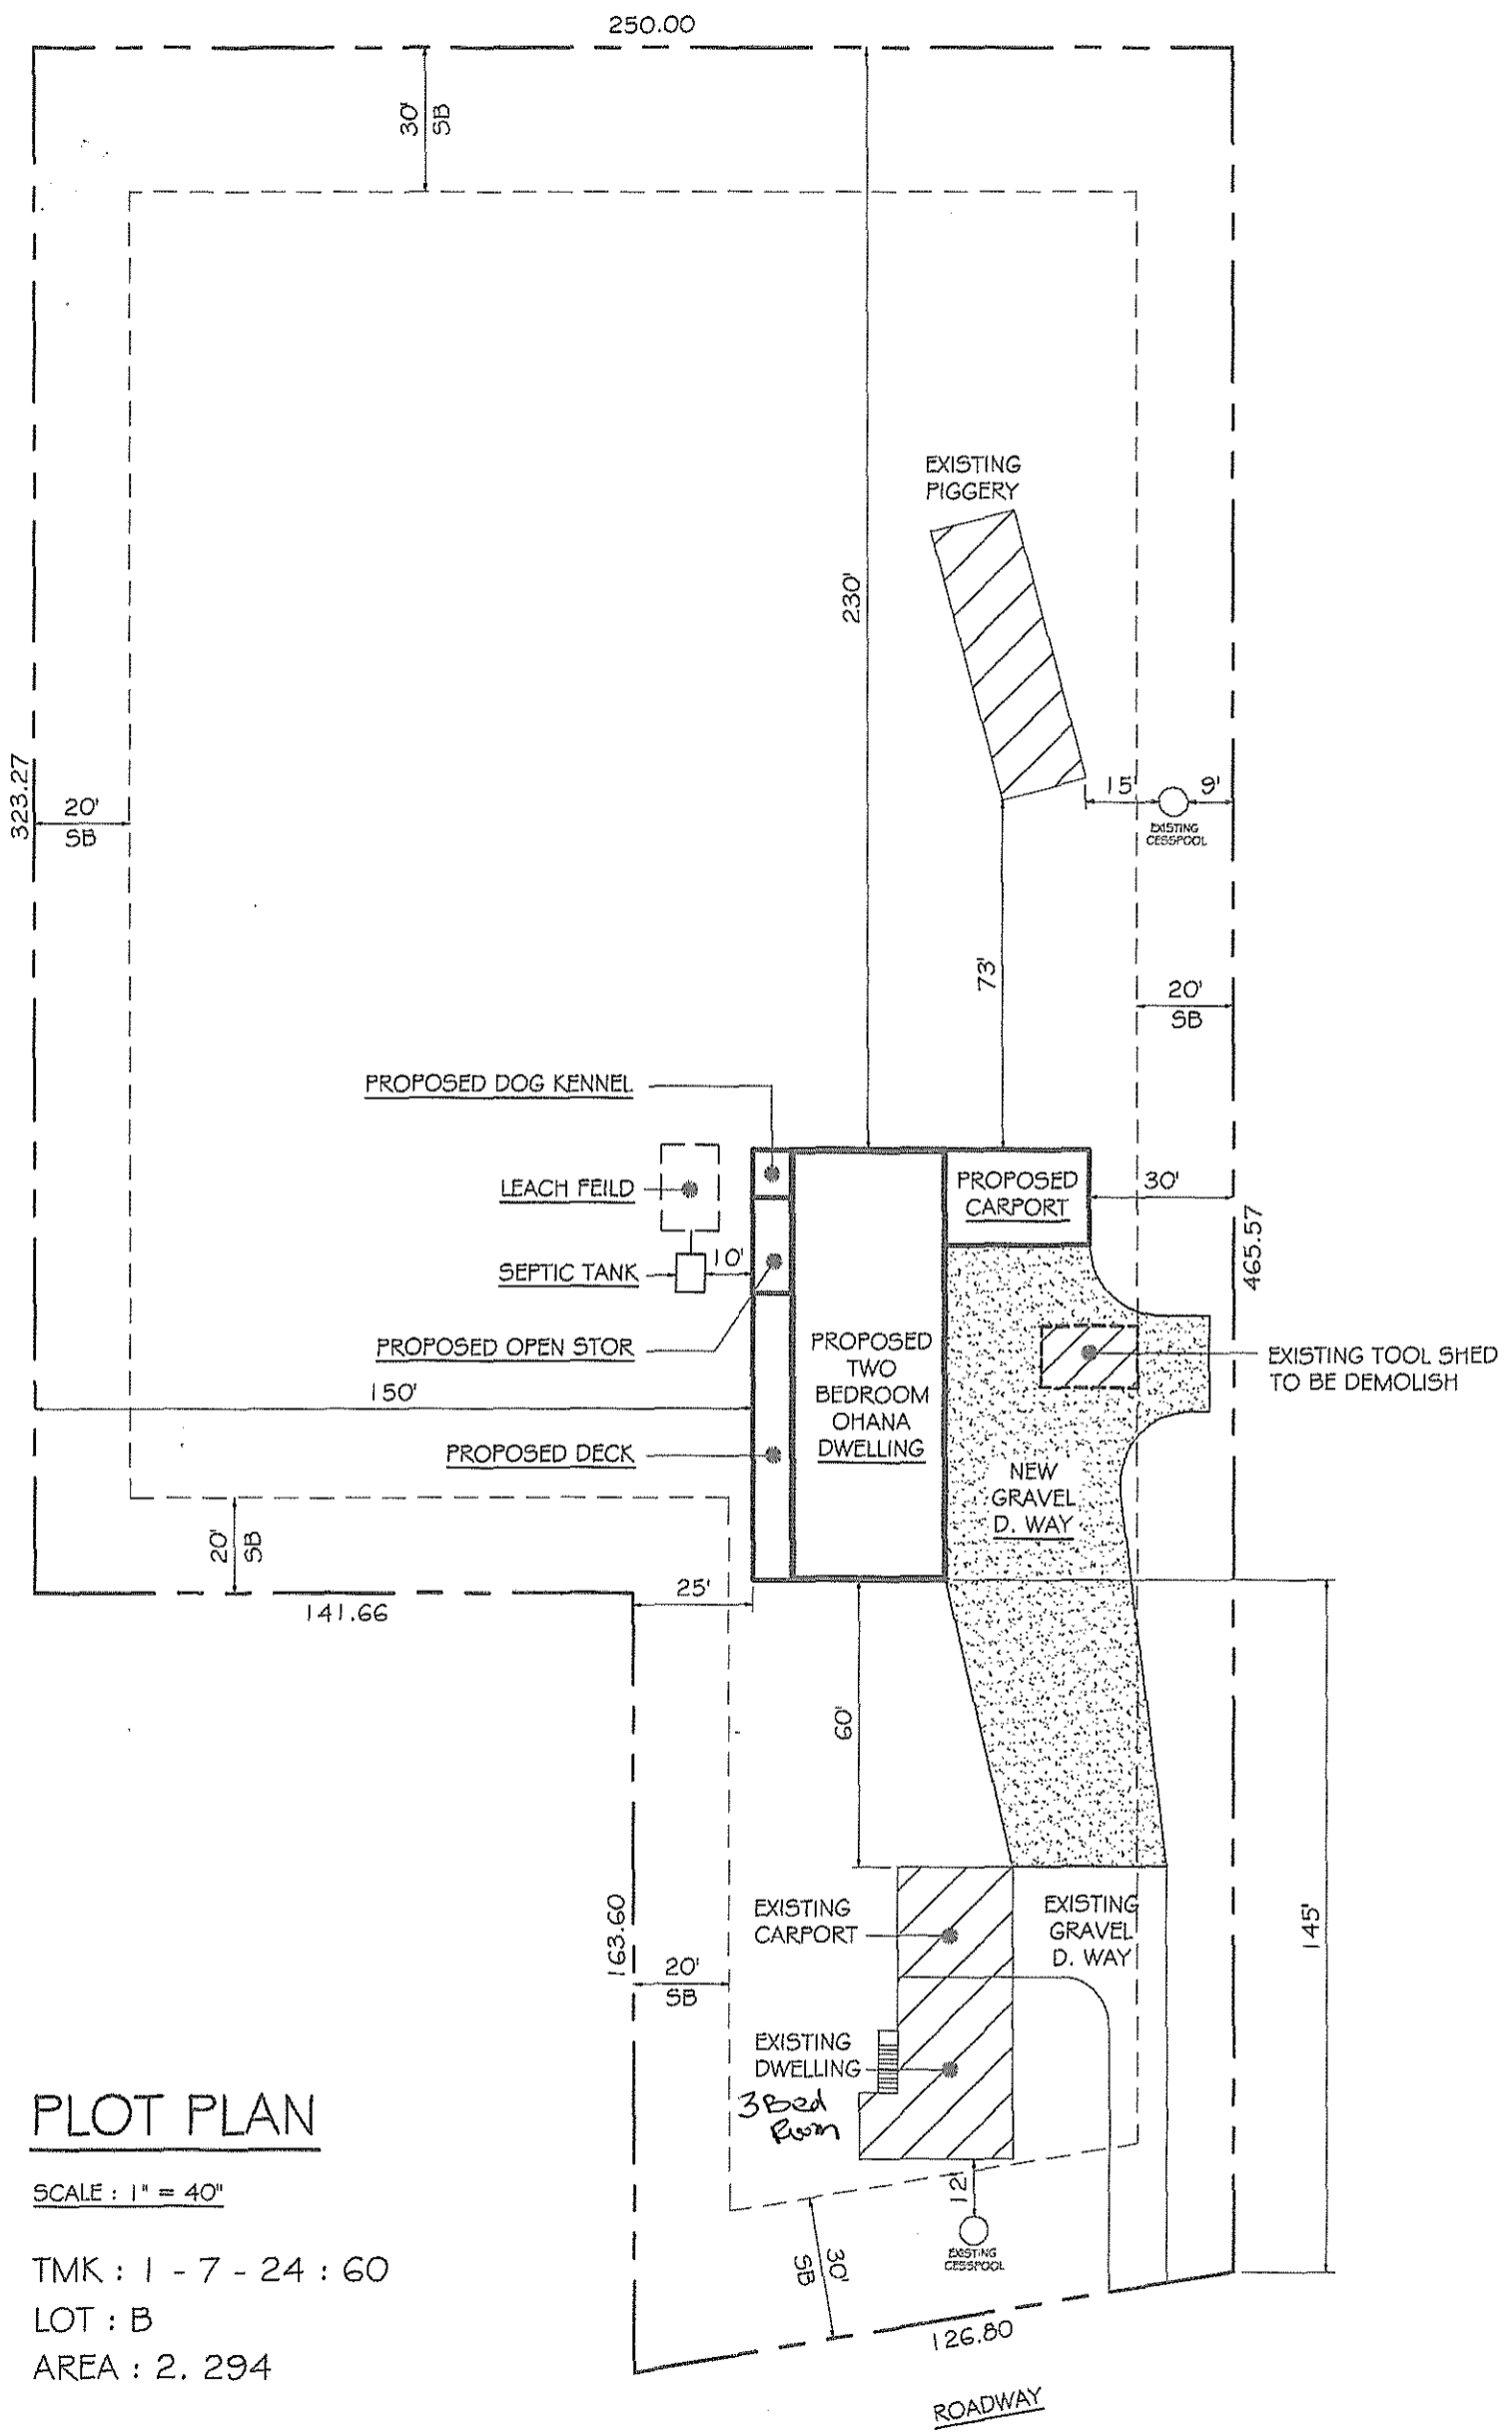 250.00
30'
SB
EXISTING
PIGGERY
230'
323.27
20'
SB
15'
9'
EXISTING
CESSPOOL
73'
20'
SB
PROPOSED DOG KENNEL
LEACH FEILD
PROPOSED
CARPORT
30'
465.57
SEPTIC TANK
10'
PROPOSED OPEN STOR
PROPOSED
TWO
BEDROOM
OHANA
DWELLING
EXISTING TOOL SHED
TO BE DEMOLISH
150'
PROPOSED DECK
NEW
GRAVEL
D. WAY
20'
SB
141.66
25'
60'
163.60
EXISTING
CARPORT
EXISTING
GRAVEL
D. WAY
145'
20'
SB
EXISTING
DWELLING
3 Bed
Room
12'
EXISTING
CESSPOOL
30'
SB
126.80
ROADWAY
PLOT PLAN
SCALE : 1" = 40"
TMK : 1 - 7 - 24 : 60
LOT : B
AREA : 2. 294